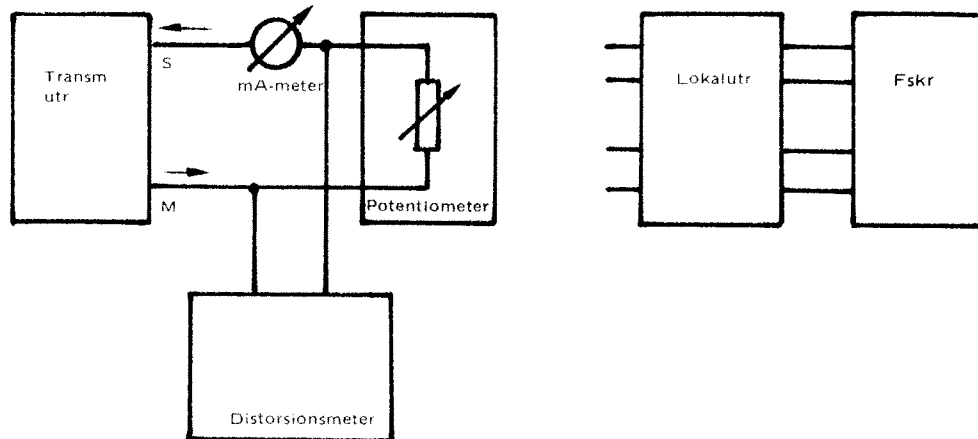 Transm
utr
S
mA-meter
M
Potentiometer
Distorsionsmeter
Lokalutr
Fskr